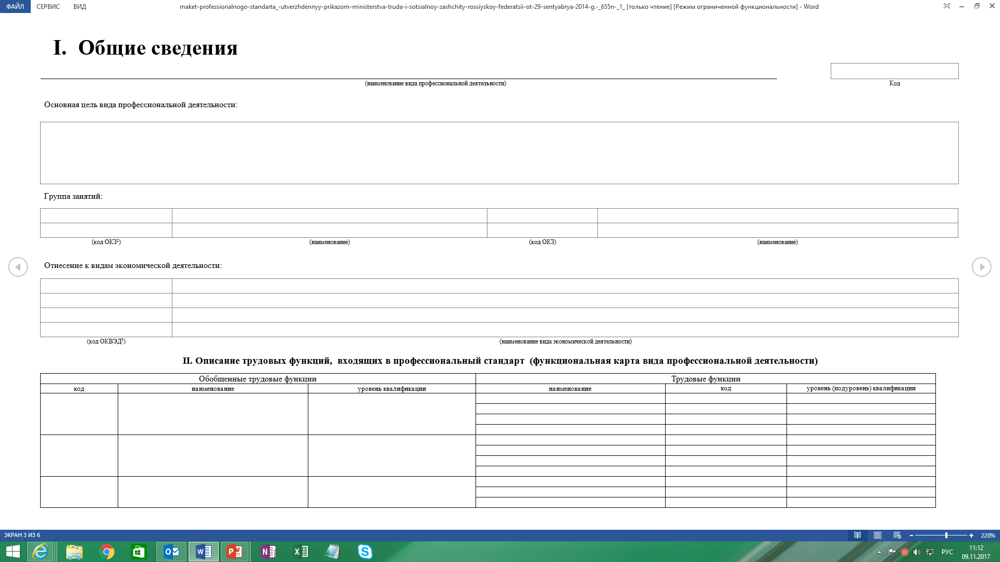 ФАЙЛ СЕРВИС ВИД maket-professionalnogo-standarta_-utverzhdennyy-prikazom-ministerstva-truda-i-sotsialnoy-zashchity-rossiyskoy-federatsii-ot-29-sentyabrya-2014-g.-_655n-_1_ [только чтение] [Режим ограниченной функциональности] - Word
I. Общие сведения
(наименование вида профессиональной деятельности) Код
Основная цель вида профессиональной деятельности:
Группа занятий:
(код ОКЗ²) (наименование) (код ОКЗ) (наименование)
Отнесение к видам экономической деятельности:
(код ОКВЭД³) (наименование вида экономической деятельности)
II. Описание трудовых функций, входящих в профессиональный стандарт (функциональная карта вида профессиональной деятельности)
Обобщенные трудовые функции Трудовые функции
код наименование уровень квалификации наименование код уровень (подуровень) квалификации
ЭКРАН 3 ИЗ 6 220%
РУС 11:12
09.11.2017